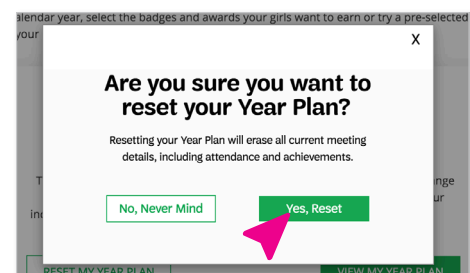 alendar year, select the badges and awards your girls want to earn or try a pre-selected
your
X
Are you sure you want to
reset your Year Plan?
Resetting your Year Plan will erase all current meeting
details, including attendance and achievements.
No, Never Mind
Yes, Reset
RESET MY YEAR PLAN
VIEW MY YEAR PLAN